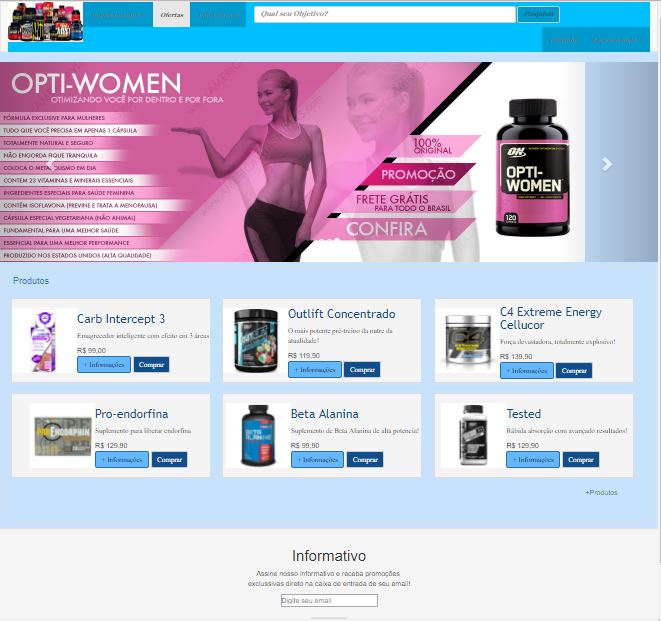 Ofertas
Qual seu Objetivo?
Pesquisar
OPTI-WOMEN
OTIMIZANDO VOCÊ POR DENTRO E POR FORA
FÓRMULA EXCLUSIVE PARA MULHERES
TUDO QUE VOCÊ PRECISA EM APENAS 1 CÁPSULA
TOTALMENTE NATURAL E SEGURO
NÃO ENGORDA FIQUE TRANQUILA
COLOCA O METABOLISMO EM DIA
CONTÉM 23 VITAMINAS E MINERAIS ESSENCIAIS
INGREDIENTES ESPECIAIS PARA SAÚDE FEMININA
CONTÉM ISOFLAVONA (PREVINE E TRATA A MENOPAUSA)
CÁPSULA ESPECIAL VEGETARIANA (NÃO ANIMAL)
FUNDAMENTAL PARA UMA MELHOR SAÚDE
ESSENCIAL PARA UMA MELHOR PERFORMANCE
PRODUZIDO NOS ESTADOS UNIDOS (ALTA QUALIDADE)
100%
ORIGINAL
PROMOÇÃO
FRETE GRÁTIS
PARA TODO O BRASIL
CONFIRA
ON
OPTI-
WOMEN
120
Produtos
Carb Intercept 3
Emagrecedor inteligente com efeito em 3 áreas
R$ 99,00
+ Informações
Comprar
Outlift Concentrado
O mais potente pré-treino da nutre da
atualidade!
R$ 119,90
+ Informações
Comprar
C4 Extreme Energy
Cellucor
Força devastadora, totalmente explosivo!
R$ 139,90
+ Informações
Comprar
Pro-endorfina
Suplemento para liberar endorfina
R$ 129,90
+ Informações
Comprar
BETA
ALANINE
Beta Alanina
Suplemento de Beta Alanina de alta potencia!
R$ 99,90
+ Informações
Comprar
Tested
Rábida absorção com avançado resultados!
R$ 129,90
+ Informações
Comprar
+Produtos
Informativo
Assine nosso informativo e receba promoções
exclusivas direto na caixa de entrada de seu email!
Digite seu email